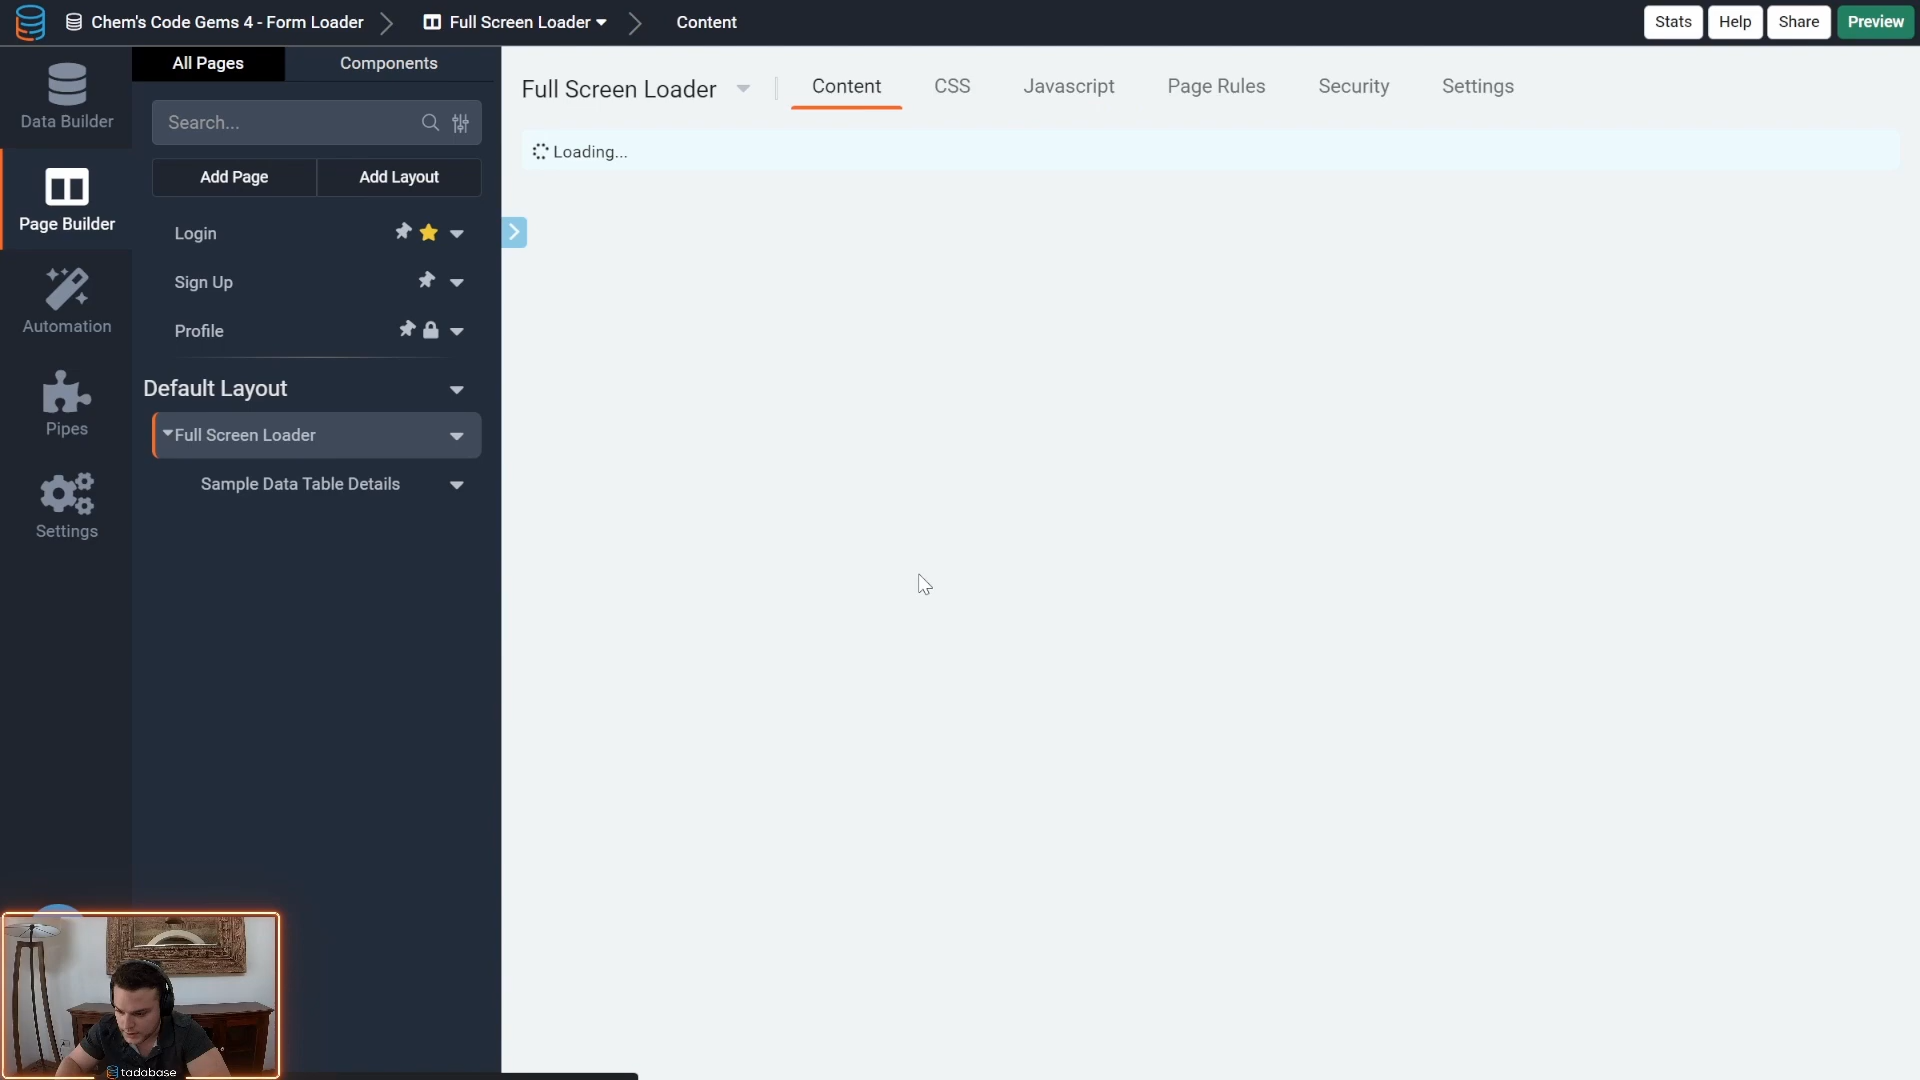 Chem's Code Gems 4 - Form Loader
Full Screen Loader
Content
Stats
Help
Share
Preview
Data Builder
Page Builder
Automation
Pipes
Settings
All Pages
Components
Search...
Add Page
Add Layout
Login
Sign Up
Profile
Default Layout
Full Screen Loader
Sample Data Table Details
Full Screen Loader
Content
CSS
Javascript
Page Rules
Security
Settings
Loading...
tadabase